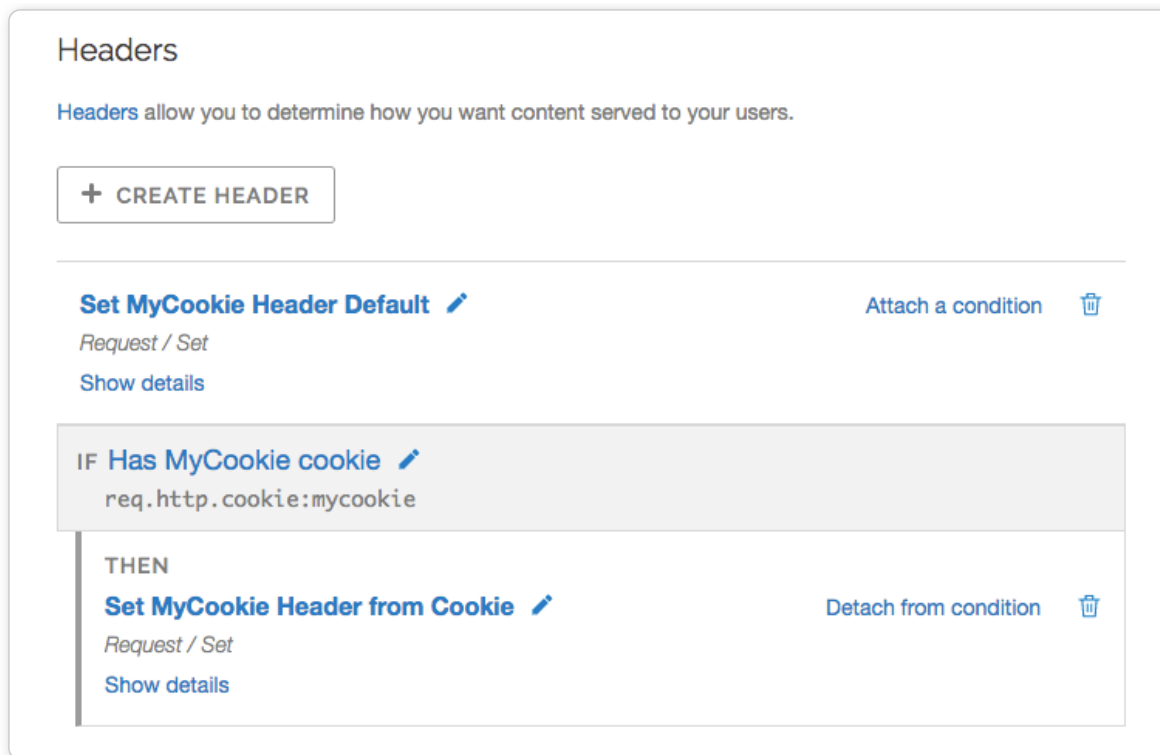 Headers
Headers allow you to determine how you want content served to your users.
+ CREATE HEADER
Set MyCookie Header Default
Attach a condition
Request / Set
Show details
IF Has MyCookie cookie
req.http.cookie:mycookie
THEN
Set MyCookie Header from Cookie
Detach from condition
Request / Set
Show details